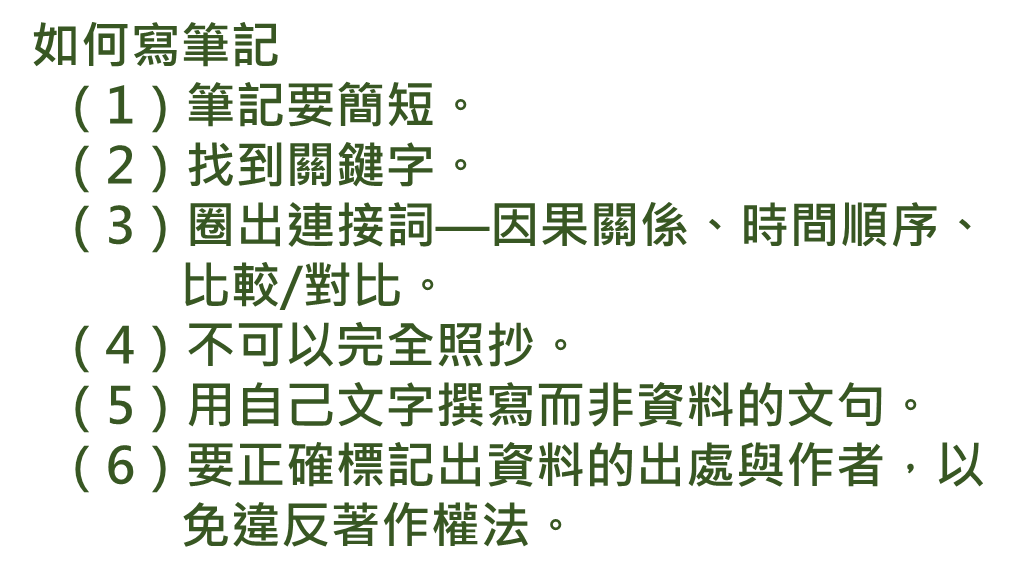 如何寫筆記
（1）筆記要簡短。
（2）找到關鍵字。
（3）圈出連接詞──因果關係、時間順序、
比較/對比。
（4）不可以完全照抄。
（5）用自己文字撰寫而非資料的文句。
（6）要正確標記出資料的出處與作者，以
免違反著作權法。